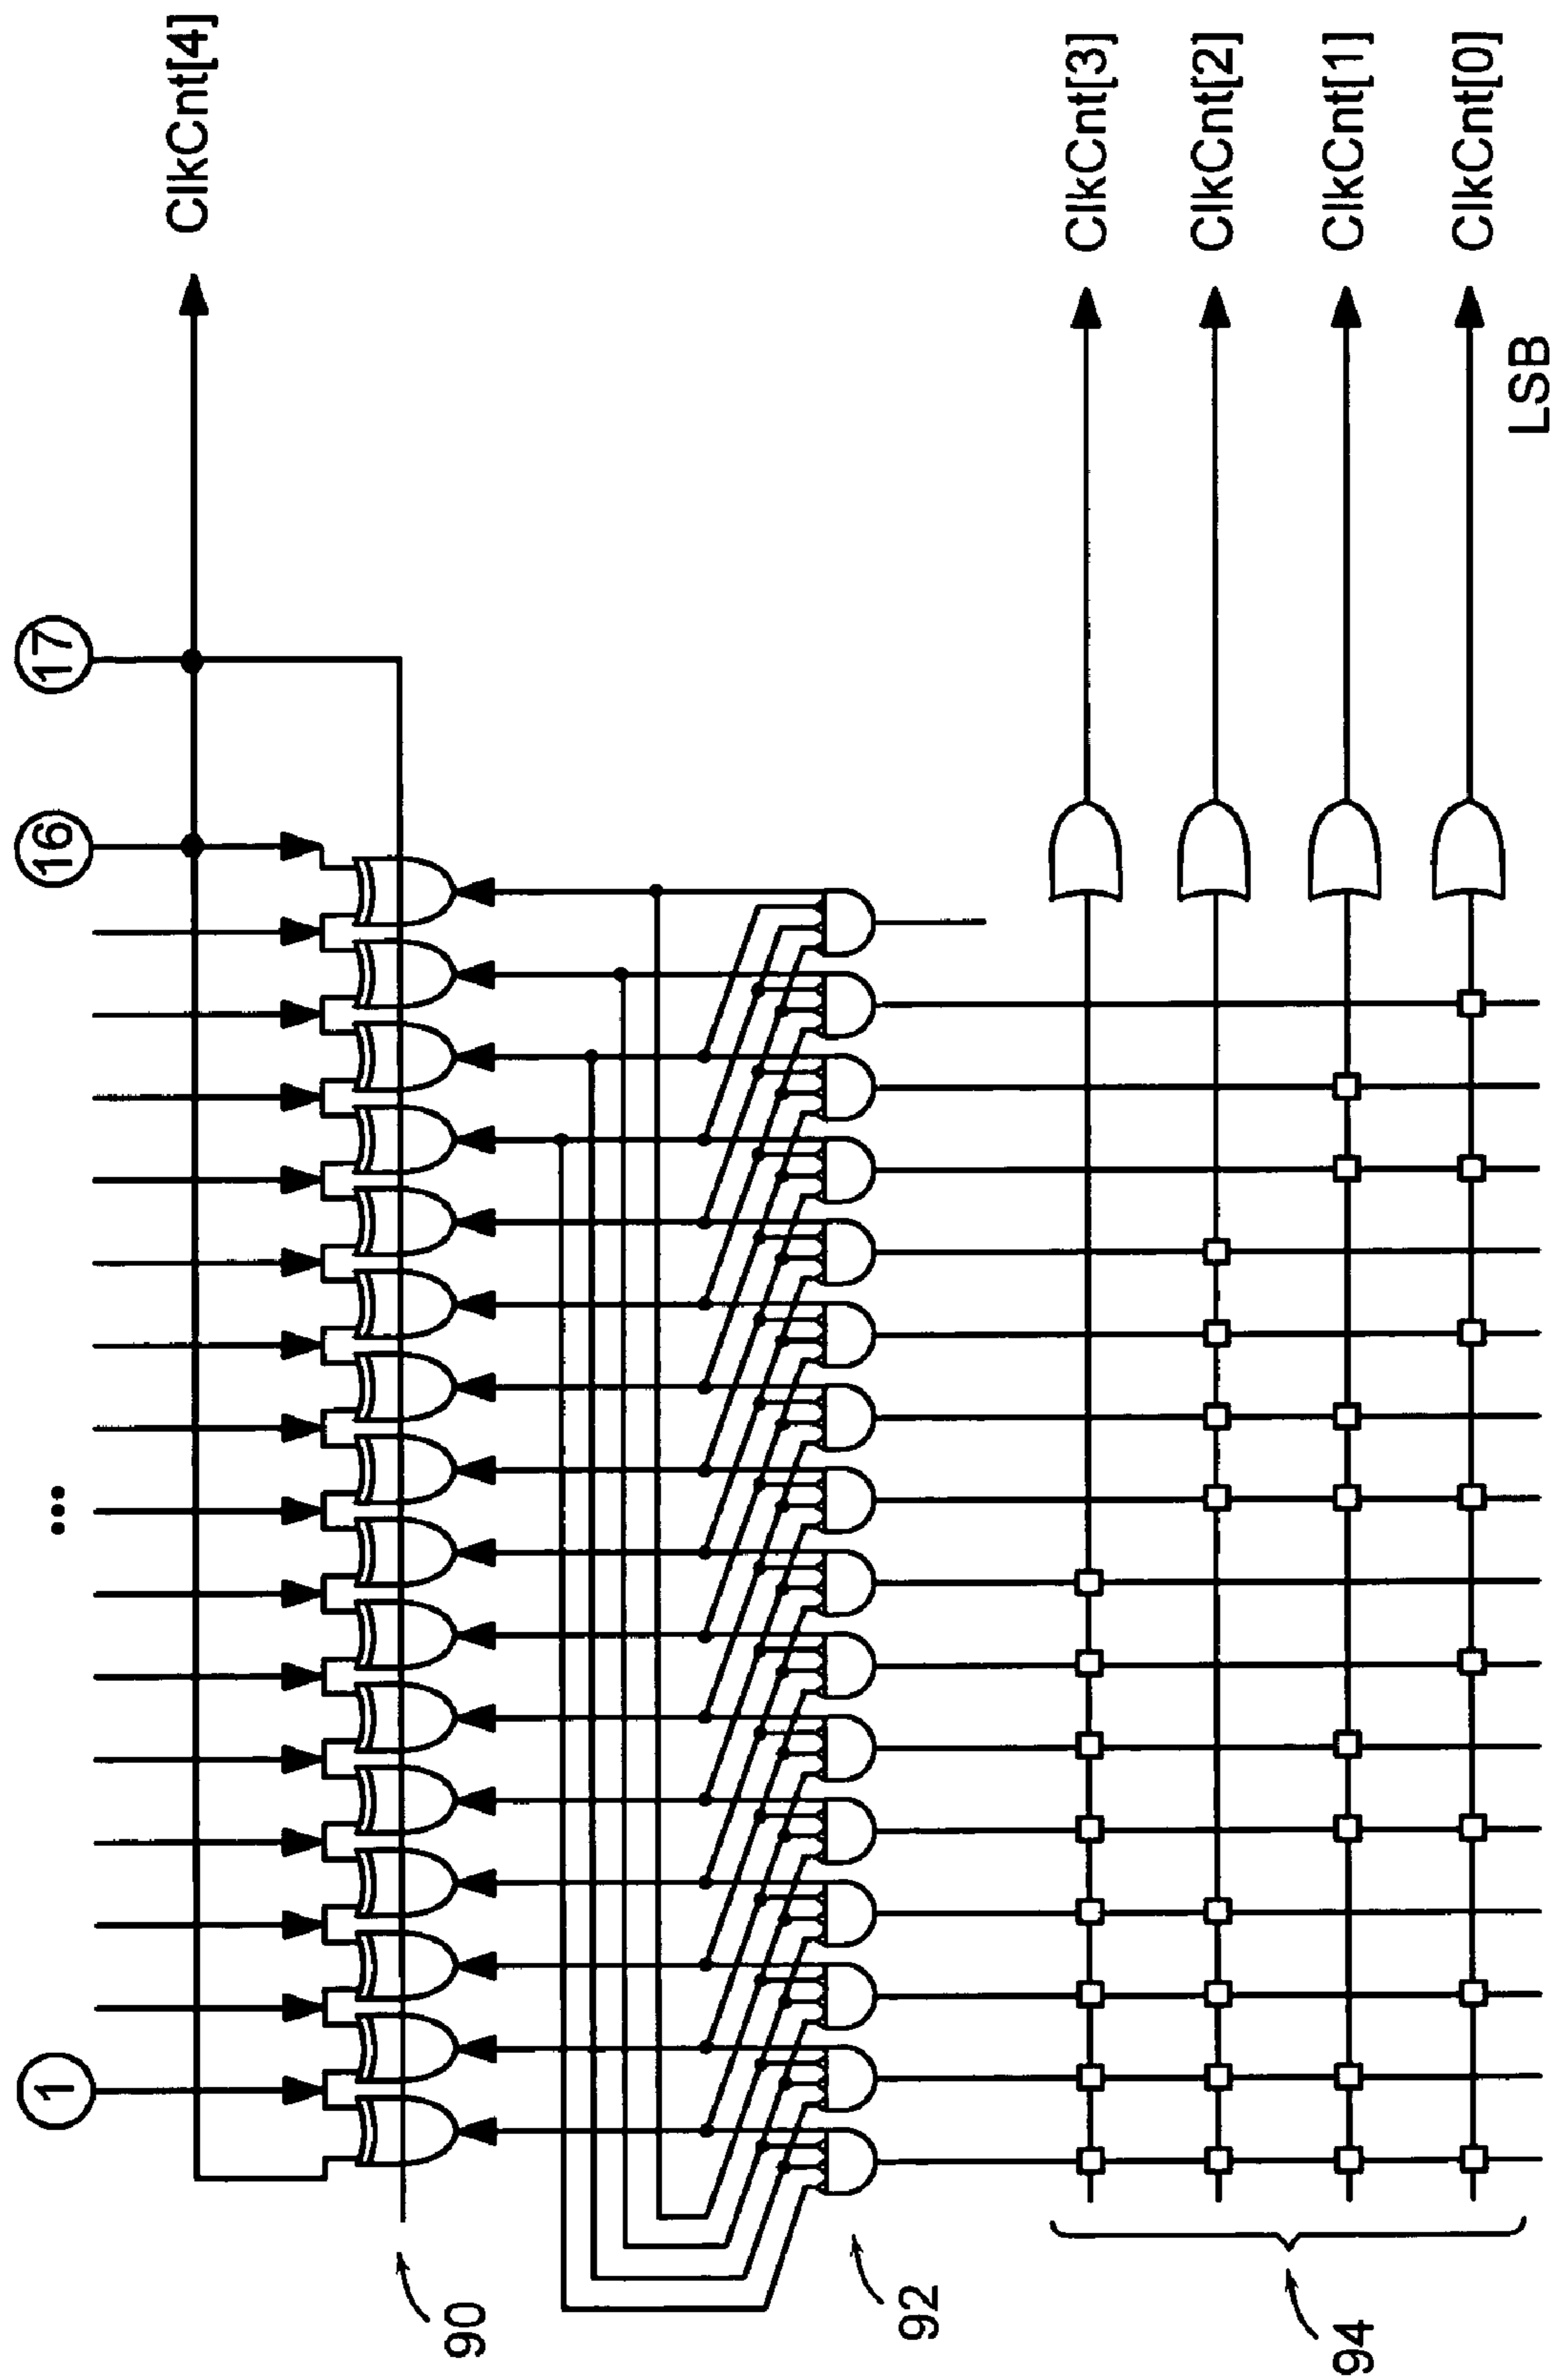 ClkCnt[4]
17
16
...
1
90
92
ClkCnt[3]
ClkCnt[2]
ClkCnt[1]
ClkCnt[0]
LSB
94